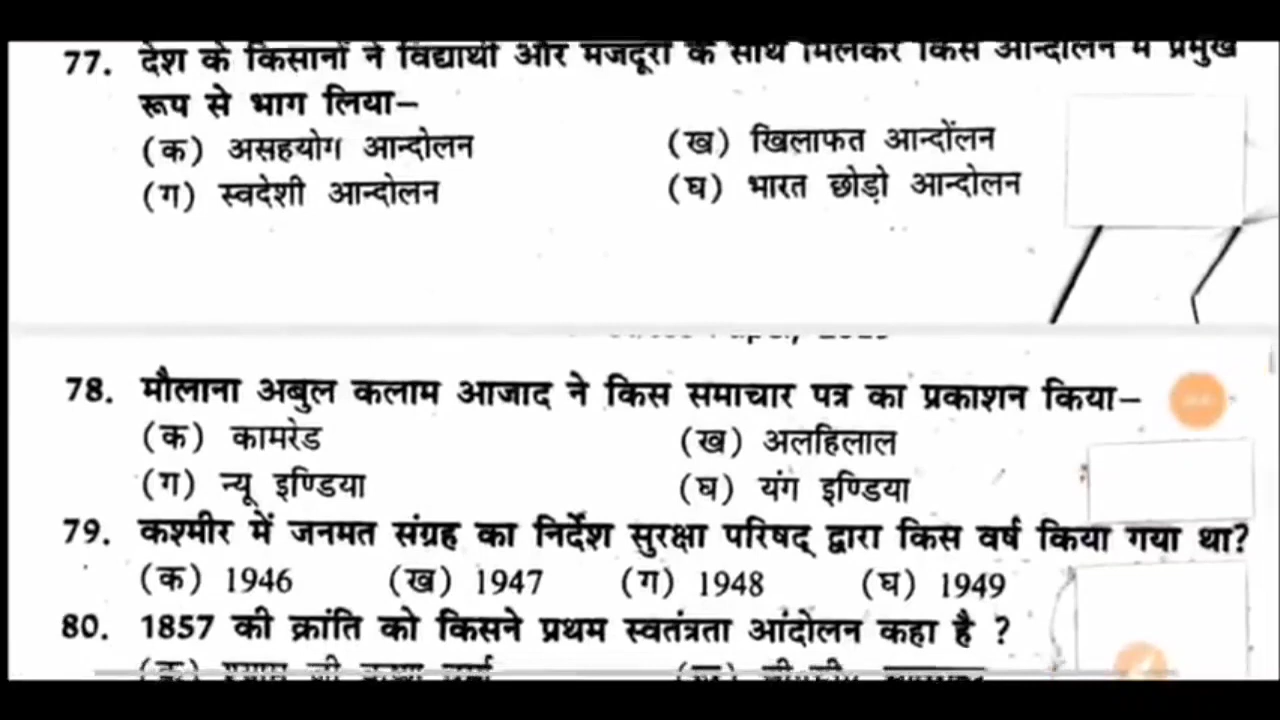 77. देश के किसानों ने विद्यार्थी और मजदूरों के साथ मिलकर किस आन्दोलन में प्रमुख
रूप से भाग लिया–
(क) असहयोग आन्दोलन (ख) खिलाफत आन्दोंलन
(ग) स्वदेशी आन्दोलन (घ) भारत छोड़ो आन्दोलन
78. मौलाना अबुल कलाम आजाद ने किस समाचार पत्र का प्रकाशन किया–
(क) कामरेड (ख) अलहिलाल
(ग) न्यू इण्डिया (घ) यंग इण्डिया
79. कश्मीर में जनमत संग्रह का निर्देश सुरक्षा परिषद् द्वारा किस वर्ष किया गया था?
(क) 1946 (ख) 1947 (ग) 1948 (घ) 1949
80. 1857 की क्रांति को किसने प्रथम स्वतंत्रता आंदोलन कहा है ?
(क) (ख)